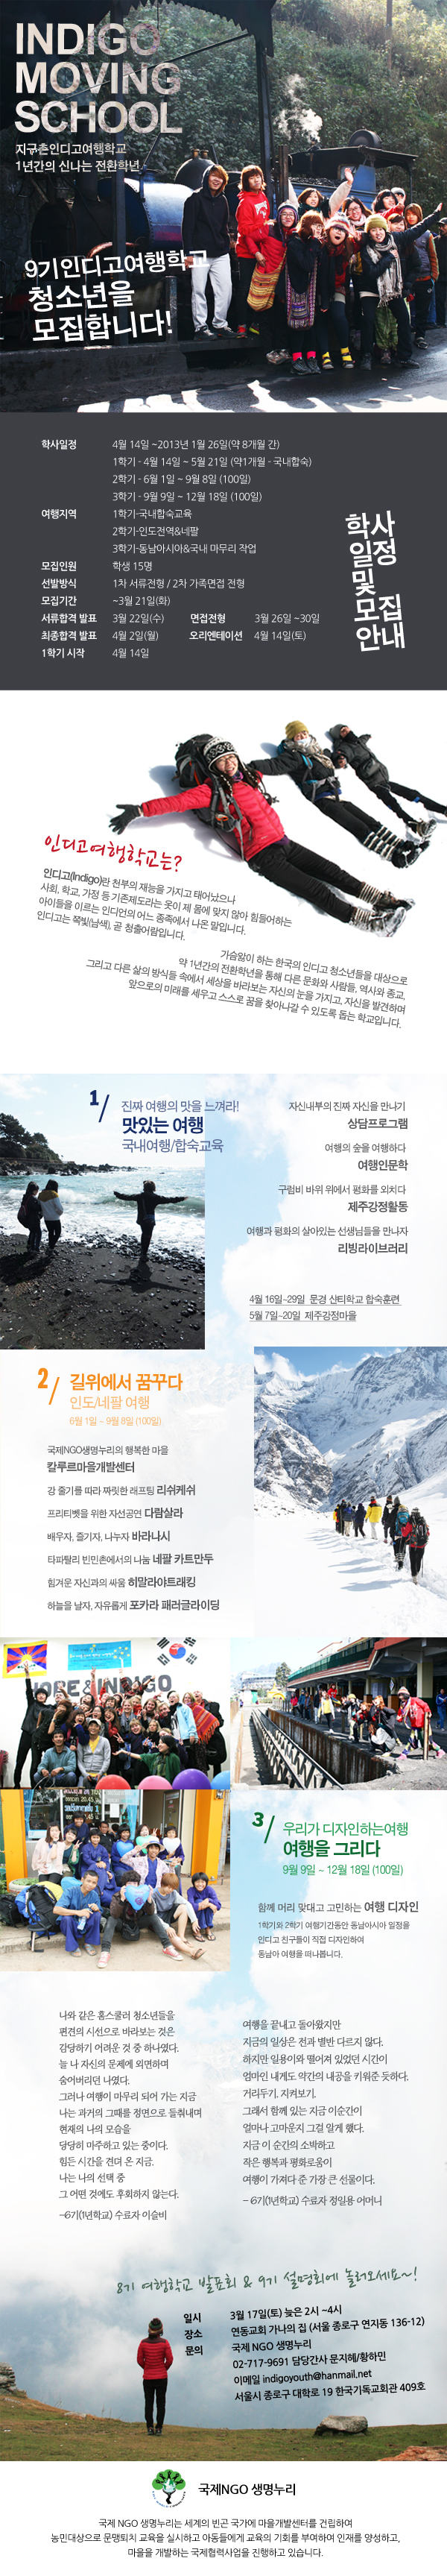 INDIGO
MOVING
SCHOOL
지구촌인디고여행학교
1년간의 신나는 전환학년
9기인디고여행학교
청소년을
모집합니다!
학사일정 4월 14일 ~2013년 1월 26일(약 8개월 간)
1학기 - 4월 14일 ~ 5월 21일 (약1개월 - 국내합숙)
2학기 - 6월 1일 ~ 9월 8일 (100일)
3학기 - 9월 9일 ~ 12월 18일 (100일)
여행지역 1학기-국내합숙교육
2학기-인도전역&네팔
3학기-동남아시아&국내 마무리 작업
모집인원 학생 15명
선발방식 1차 서류전형 / 2차 가족면접 전형
모집기간 ~3월 21일(화)
서류합격 발표 3월 22일(수) 면접전형 3월 26일 ~30일
최종합격 발표 4월 2일(월) 오리엔테이션 4월 14일(토)
1학기 시작 4월 14일
학사
일정
및
모집
안내
인디고여행학교는?
인디고(Indigo)란 천부의 재능을 가지고 태어났으나
사회, 학교, 가정 등 기존제도라는 옷이 제 몸에 맞지 않아 힘들어하는
아이들을 이르는 인디언의 어느 종족에서 나온 말입니다.
인디고는 쪽빛(남색), 곧 청출어람입니다.
가슴앓이 하는 한국의 인디고 청소년들을 대상으로
약 1년간의 전환학년을 통해 다른 문화와 사람들, 역사와 종교,
그리고 다른 삶의 방식들 속에서 세상을 바라보는 자신의 눈을 가지고, 자신을 발견하며
앞으로의 미래를 세우고 스스로 꿈을 찾아나갈 수 있도록 돕는 학교입니다.
1/ 진짜 여행의 맛을 느껴라!
맛있는 여행
국내여행/합숙교육
자신내부의 진짜 자신을 만나기
상담프로그램
여행의 숲을 여행하다
여행인문학
구럼비 바위 위에서 평화를 외치다
제주강정활동
여행과 평화의 살아있는 선생님들을 만나자
리빙라이브러리
4월 16일~29일 문경 샨티학교 합숙훈련
5월 7일~20일 제주강정마을
2/ 길위에서 꿈꾸다
인도/네팔 여행
6월 1일 ~ 9월 8일 (100일)
국제NGO생명누리의 행복한 마을
칼루르마을개발센터
강 줄기를 따라 짜릿한 래프팅 리쉬케쉬
프리티벳을 위한 자선공연 다람살라
배우자, 즐기자, 나누자 바라나시
타파탈리 빈민촌에서의 나눔 네팔 카트만두
힘겨운 자신과의 싸움 히말라야트래킹
하늘을 날자, 자유롭게 포카라 패러글라이딩
HOPE & INDIGO
3/ 우리가 디자인하는여행
여행을 그리다
9월 9일 ~ 12월 18일 (100일)
함께 머리 맞대고 고민하는 여행 디자인
1학기와 2학기 여행기간동안 동남아시아 일정을
인디고 친구들이 직접 디자인하여
동남아 여행을 떠나봅니다.
나와 같은 홈스쿨러 청소년들을
편견의 시선으로 바라보는 것은
감당하기 어려운 것 중 하나였다.
늘 나 자신의 문제에 외면하며
숨어버리던 나였다.
그러나 여행이 마무리 되어 가는 지금
나는 과거의 그때를 정면으로 들춰내며
현재의 나의 모습을
당당히 마주하고 있는 중이다.
힘든 시간을 견뎌 온 지금.
나는 나의 선택 중
그 어떤 것에도 후회하지 않는다.
-6기(1년학교) 수료자 이슬비
여행을 끝내고 돌아왔지만
지금의 일상은 전과 별반 다르지 않다.
하지만 일용이와 떨어져 있었던 시간이
엄마인 내게도 약간의 내공을 키워준 듯하다.
거리두기, 지켜보기,
그래서 함께 있는 지금 이순간이
얼마나 고마운지 그걸 알게 했다.
지금 이 순간의 소박하고
작은 행복과 평화로움이
여행이 가져다 준 가장 큰 선물이다.
- 6기(1년학교) 수료자 정일용 어머니
8기 여행학교 발표회 & 9기 설명회에 놀러오세요~!
일시 3월 17일(토) 늦은 2시 ~4시
장소 연동교회 가나의 집 (서울 종로구 연지동 136-12)
문의 국제 NGO 생명누리
02-717-9691 담당간사 문지혜/황하민
이메일 indigoyouth@hanmail.net
서울시 종로구 대학로 19 한국기독교회관 409호
국제NGO 생명누리
국제 NGO 생명누리는 세계의 빈곤 국가에 마을개발센터를 건립하여
농민대상으로 문맹퇴치 교육을 실시하고 아동들에게 교육의 기회를 부여하여 인재를 양성하고,
마을을 개발하는 국제협력사업을 진행하고 있습니다.